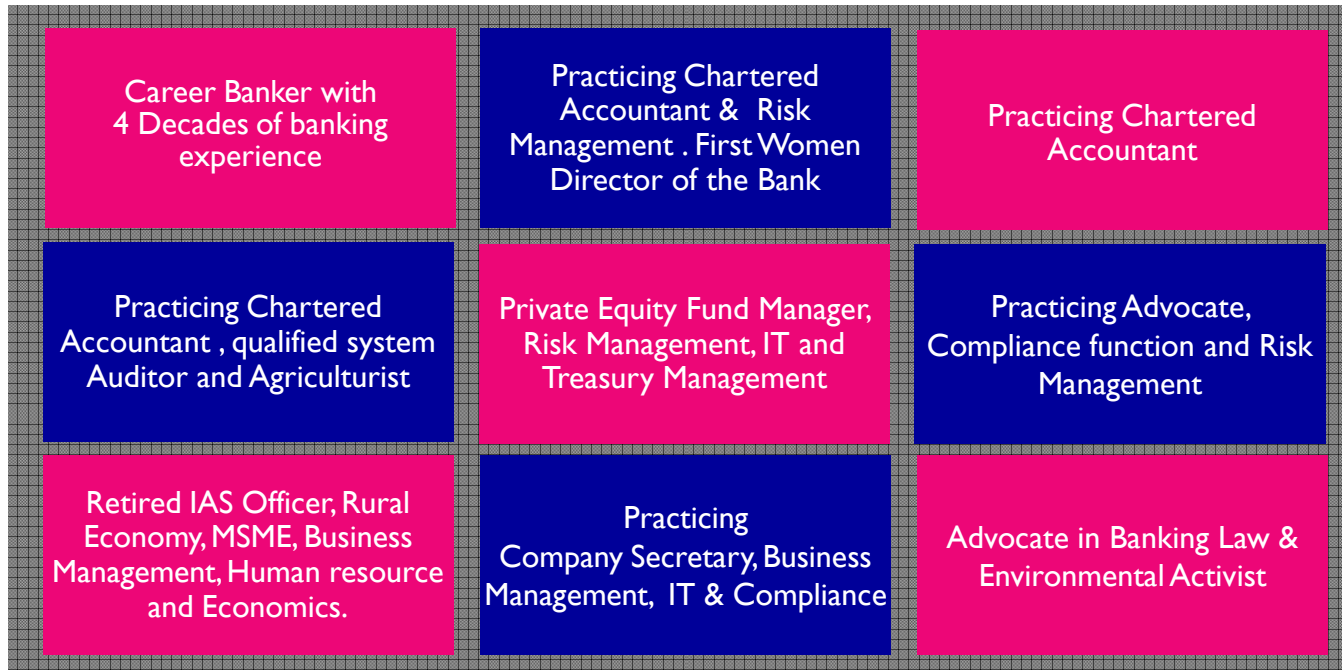 Career Banker with
4 Decades of banking
experience
Practicing Chartered
Accountant & Risk
Management . First Women
Director of the Bank
Practicing Chartered
Accountant
Practicing Chartered
Accountant , qualified system
Auditor and Agriculturist
Private Equity Fund Manager,
Risk Management, IT and
Treasury Management
Practicing Advocate,
Compliance function and Risk
Management
Retired IAS Officer, Rural
Economy, MSME, Business
Management, Human resource
and Economics.
Practicing
Company Secretary, Business
Management, IT & Compliance
Advocate in Banking Law &
Environmental Activist